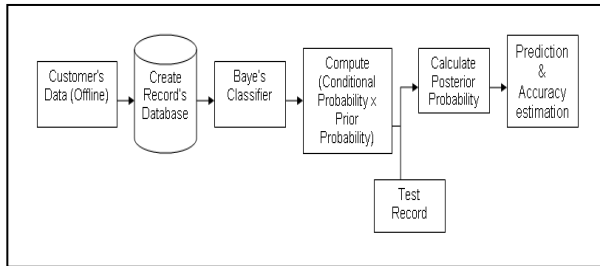 Customer's
Data (Offline)
Create
Record's
Database
Baye's
Classifier
Compute
(Conditional
Probability x
Prior
Probability)
Calculate
Posterior
Probability
Prediction
&
Accuracy
estimation
Test
Record